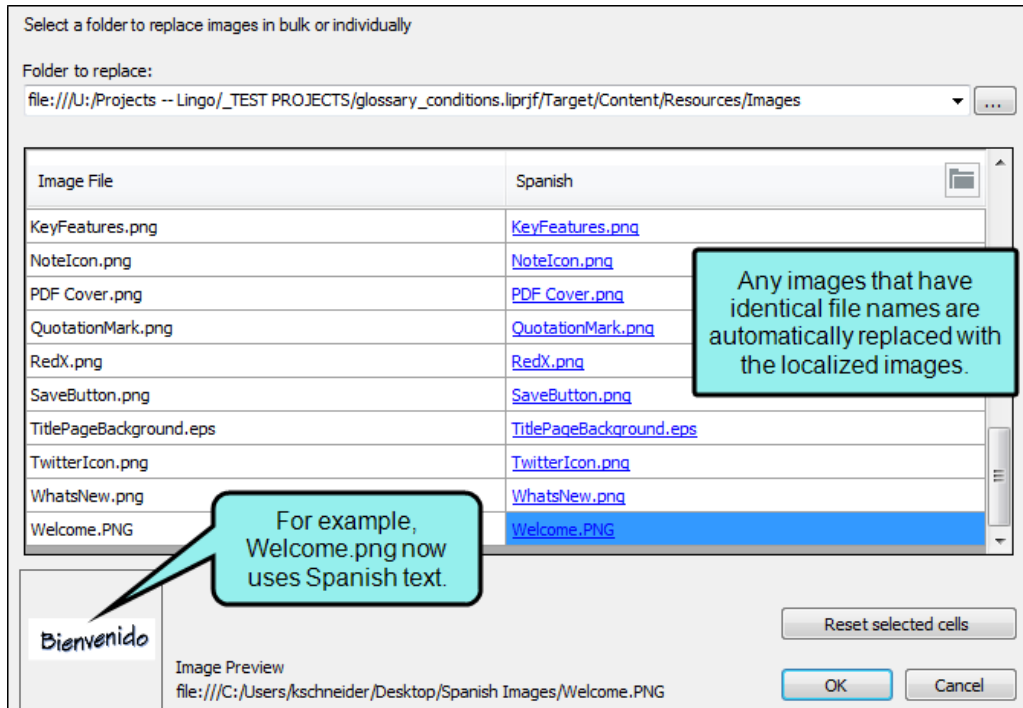 Select a folder to replace images in bulk or individually
Folder to replace:
file:///U:/Projects -- Lingo/_TEST PROJECTS/glossary_conditions.liprjf/Target/Content/Resources/Images
...
Image File Spanish
KeyFeatures.png KeyFeatures.png
NoteIcon.png NoteIcon.png
PDF Cover.png PDF Cover.png
QuotationMark.png QuotationMark.png
RedX.png RedX.png
SaveButton.png SaveButton.png
TitlePageBackground.eps TitlePageBackground.eps
TwitterIcon.png TwitterIcon.png
WhatsNew.png WhatsNew.png
Welcome.PNG Welcome.PNG
Any images that have
identical file names are
automatically replaced with
the localized images.
For example,
Welcome.png now
uses Spanish text.
Bienvenido
Reset selected cells
Image Preview
file:///C:/Users/kschneider/Desktop/Spanish Images/Welcome.PNG
OK Cancel